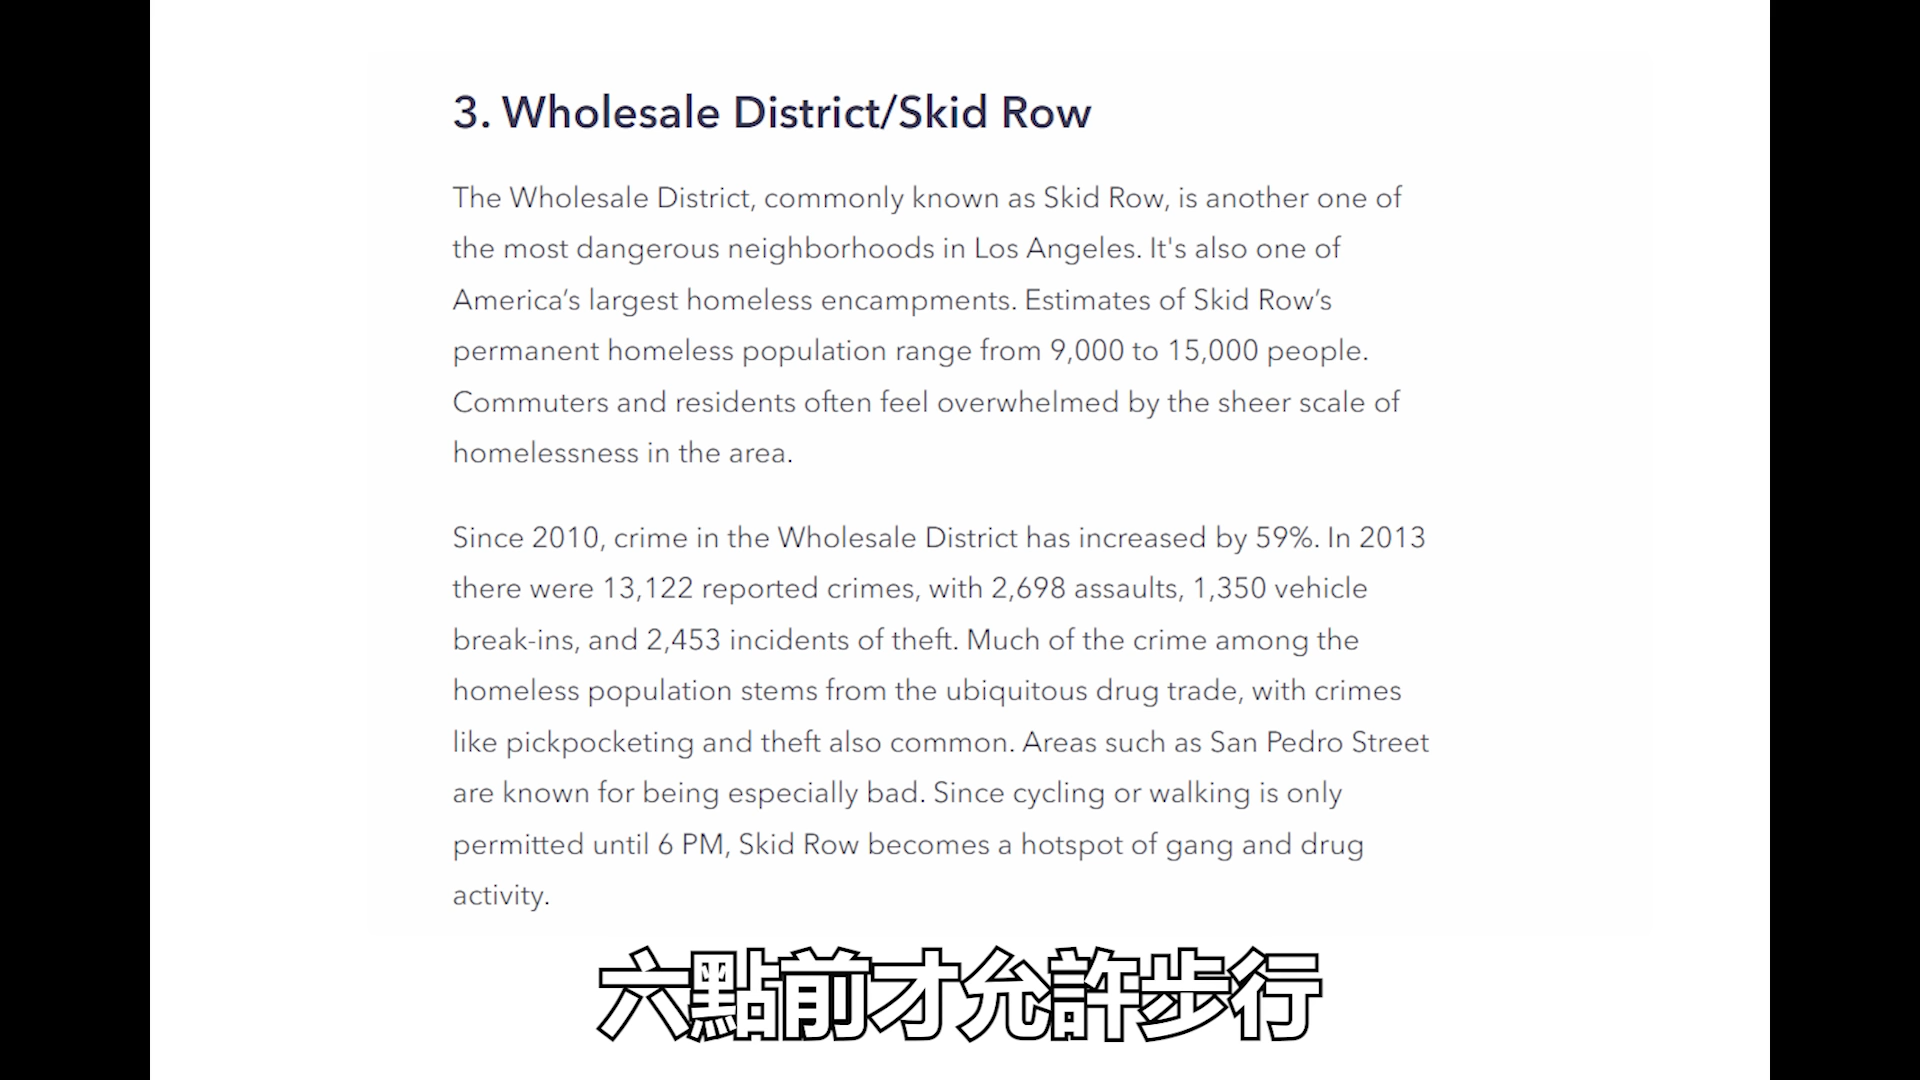 3. Wholesale District/Skid Row
The Wholesale District, commonly known as Skid Row, is another one of
the most dangerous neighborhoods in Los Angeles. It's also one of
America’s largest homeless encampments. Estimates of Skid Row’s
permanent homeless population range from 9,000 to 15,000 people.
Commuters and residents often feel overwhelmed by the sheer scale of
homelessness in the area.
Since 2010, crime in the Wholesale District has increased by 59%. In 2013
there were 13,122 reported crimes, with 2,698 assaults, 1,350 vehicle
break-ins, and 2,453 incidents of theft. Much of the crime among the
homeless population stems from the ubiquitous drug trade, with crimes
like pickpocketing and theft also common. Areas such as San Pedro Street
are known for being especially bad. Since cycling or walking is only
permitted until 6 PM, Skid Row becomes a hotspot of gang and drug
activity.
六點前才允許步行